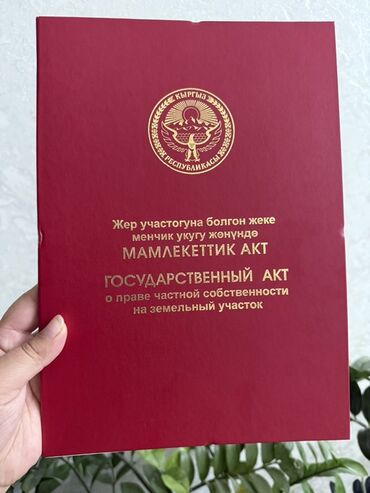 КЫРГЫЗ
РЕСПУБЛИКАСЫ
Жер участогуна болгон жеке
менчик укугу жөнүндө
МАМЛЕКЕТТИК АКТ
ГОСУДАРСТВЕННЫЙ АКТ
о праве частной собственности
на земельный участок